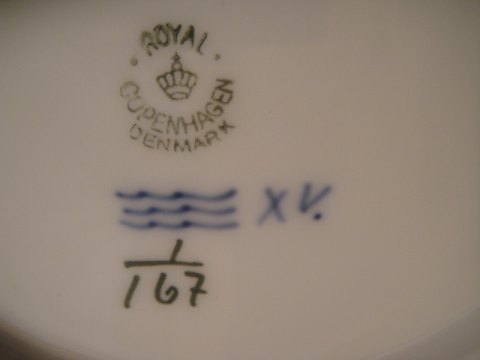 ROYAL
COPENHAGEN
DENMARK
XV.
1
167